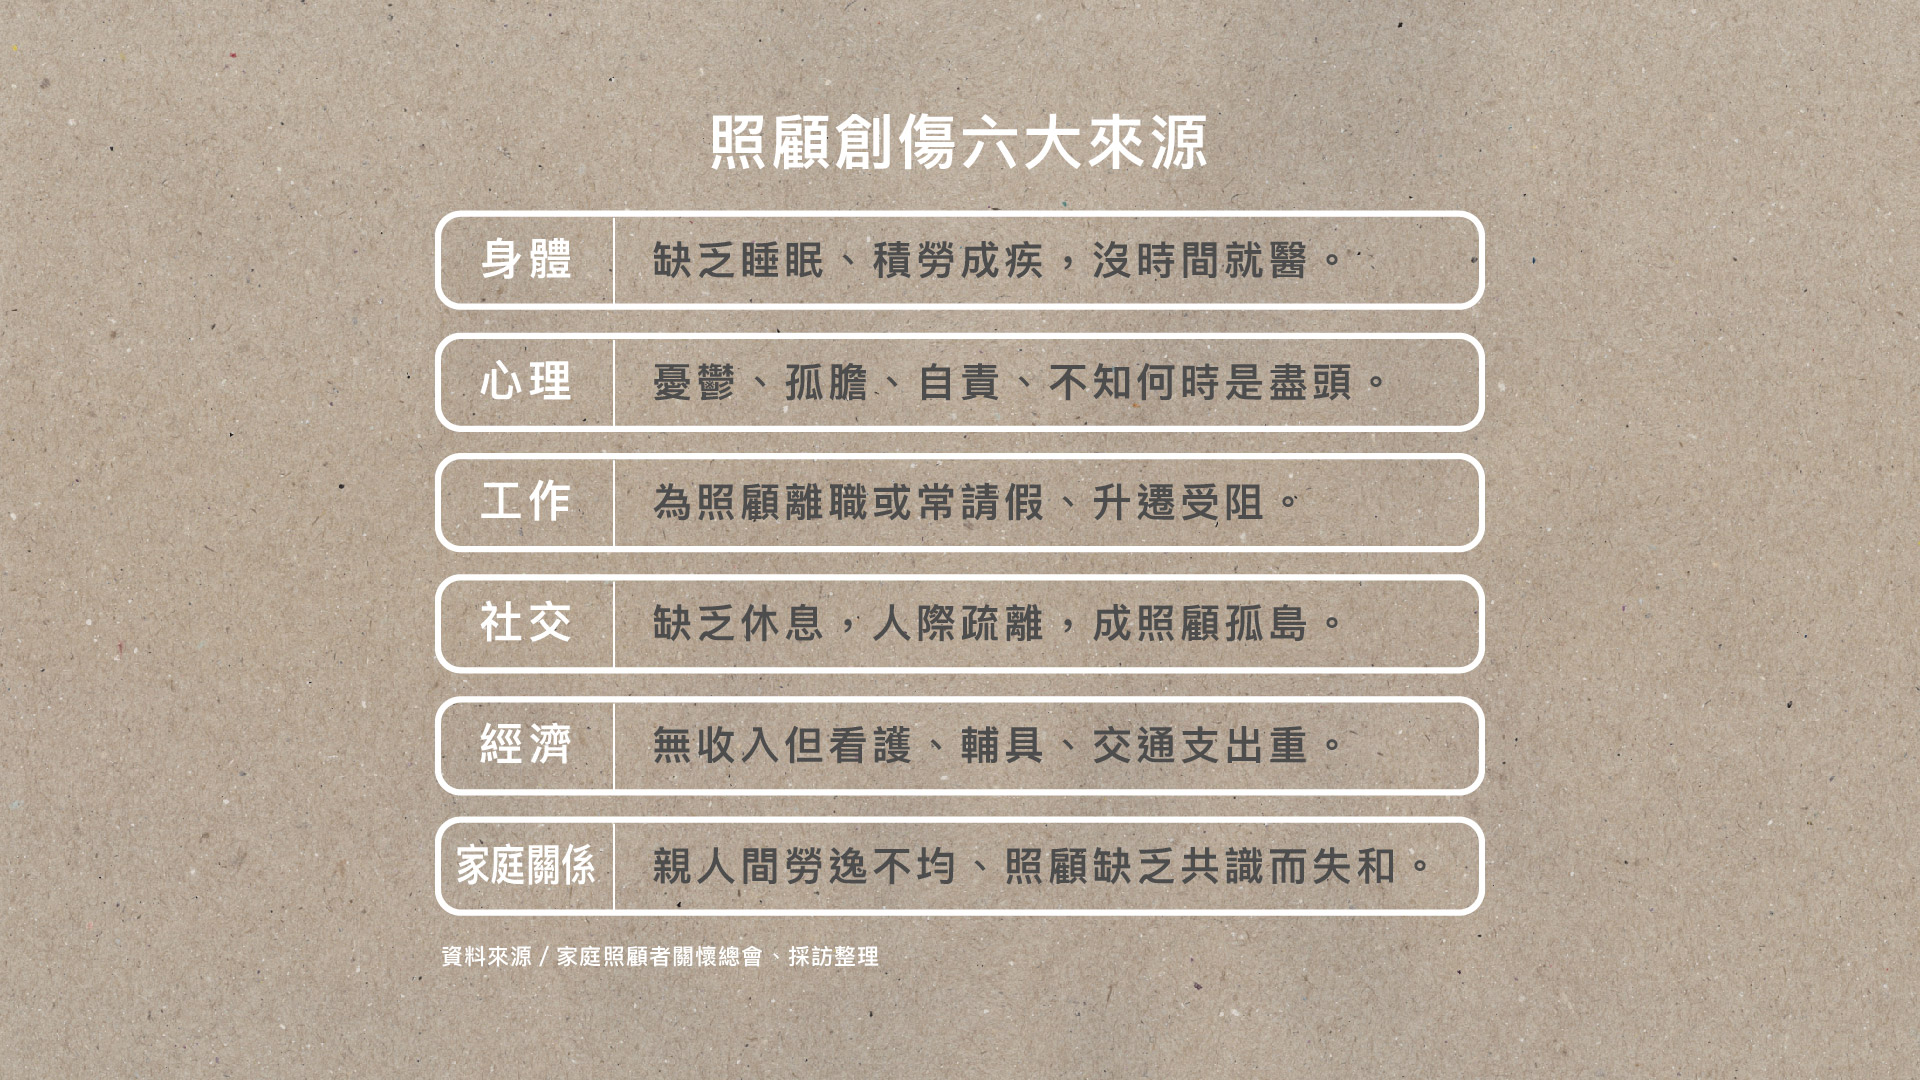 照顧創傷六大來源
身體 缺乏睡眠、積勞成疾，沒時間就醫。
心理 憂鬱、孤膽、自責、不知何時是盡頭。
工作 為照顧離職或常請假、升遷受阻。
社交 缺乏休息，人際疏離，成照顧孤島。
經濟 無收入但看護、輔具、交通支出重。
家庭關係 親人間勞逸不均、照顧缺乏共識而失和。
資料來源 / 家庭照顧者關懷總會、採訪整理